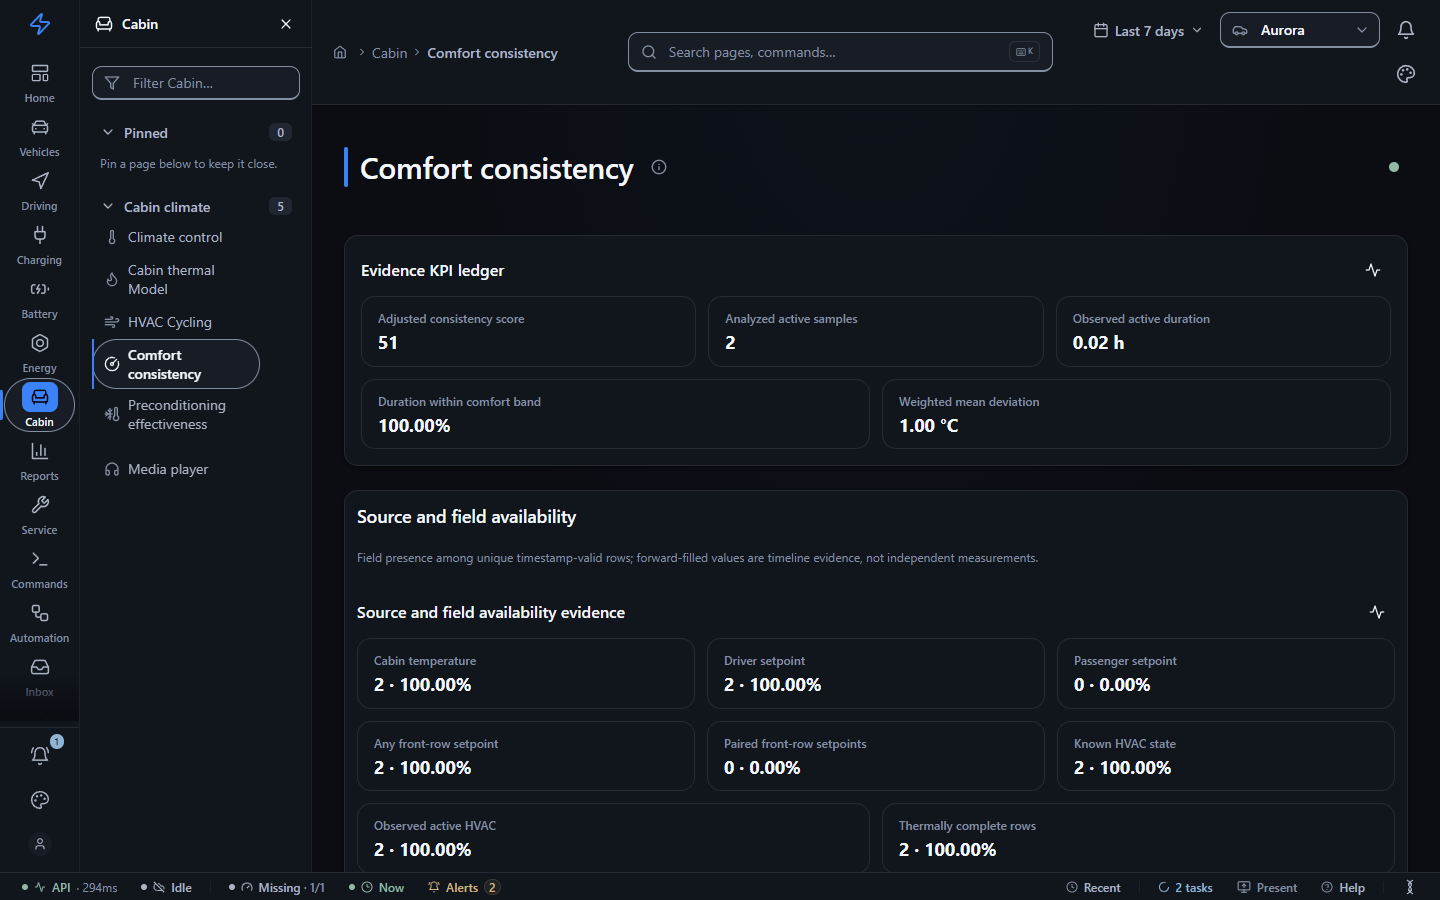 Home
Vehicles
Driving
Charging
Battery
Energy
Cabin
Reports
Service
Commands
Automation
Inbox
1
Cabin
Filter Cabin...
Pinned 0
Pin a page below to keep it close.
Cabin climate 5
Climate control
Cabin thermal
Model
HVAC Cycling
Comfort
consistency
Preconditioning
effectiveness
Media player
Cabin
Comfort consistency
Search pages, commands...
K
Last 7 days
Aurora
Comfort consistency
Evidence KPI ledger
Adjusted consistency score
51
Analyzed active samples
2
Observed active duration
0.02 h
Duration within comfort band
100.00%
Weighted mean deviation
1.00 °C
Source and field availability
Field presence among unique timestamp-valid rows; forward-filled values are timeline evidence, not independent measurements.
Source and field availability evidence
Cabin temperature
2 · 100.00%
Driver setpoint
2 · 100.00%
Passenger setpoint
0 · 0.00%
Any front-row setpoint
2 · 100.00%
Paired front-row setpoints
0 · 0.00%
Known HVAC state
2 · 100.00%
Observed active HVAC
2 · 100.00%
Thermally complete rows
2 · 100.00%
API · 294ms
Idle
Missing · 1/1
Now
Alerts 2
Recent
2 tasks
Present
Help